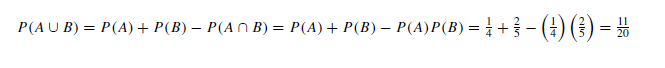 P(A ∪ B) = P(A) + P(B) − P(A ∩ B) = P(A) + P(B) − P(A)P(B) = 1/4 + 2/5 − (1/4)(2/5) = 11/20